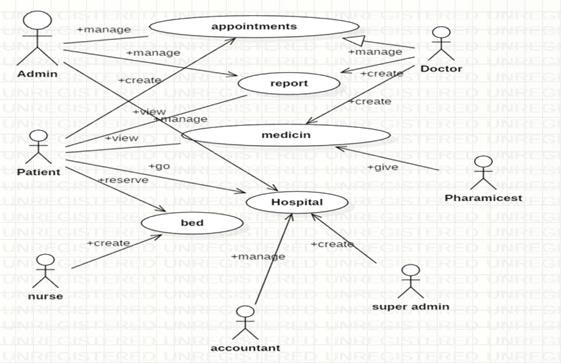 +manage
appointments
+manage
+manage
Admin
Doctor
+create
+create
report
+create
+view
+manage
+view
medicin
Patient
+go
+give
+reserve
Pharamicest
Hospital
bed
+create
+create
+manage
nurse
super admin
accountant